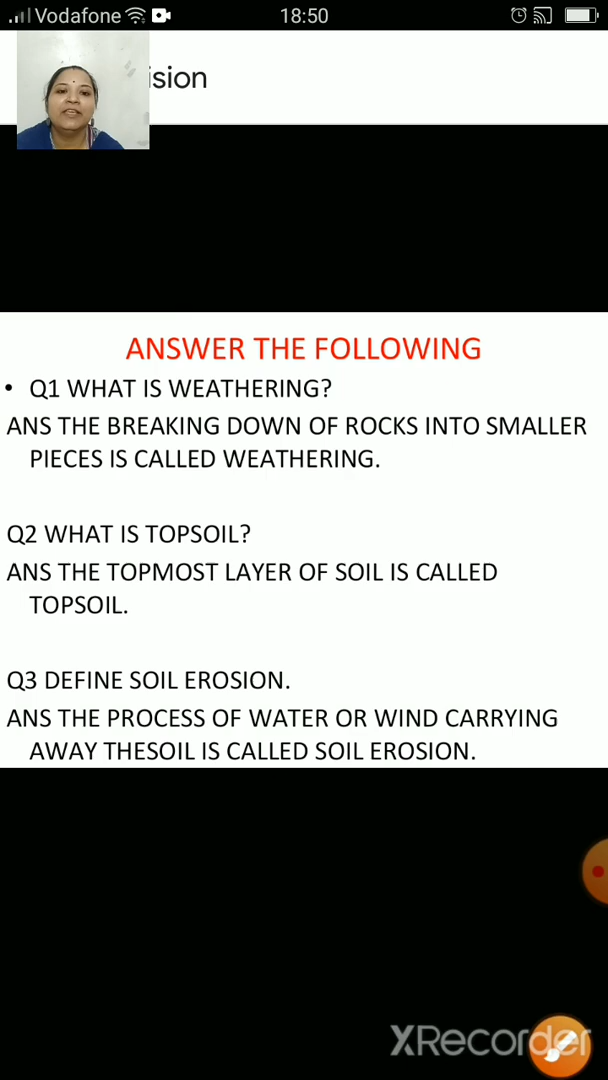 Vodafone 18:50
ision
ANSWER THE FOLLOWING
• Q1 WHAT IS WEATHERING?
ANS THE BREAKING DOWN OF ROCKS INTO SMALLER
PIECES IS CALLED WEATHERING.
Q2 WHAT IS TOPSOIL?
ANS THE TOPMOST LAYER OF SOIL IS CALLED
TOPSOIL.
Q3 DEFINE SOIL EROSION.
ANS THE PROCESS OF WATER OR WIND CARRYING
AWAY THESOIL IS CALLED SOIL EROSION.
XRecorder